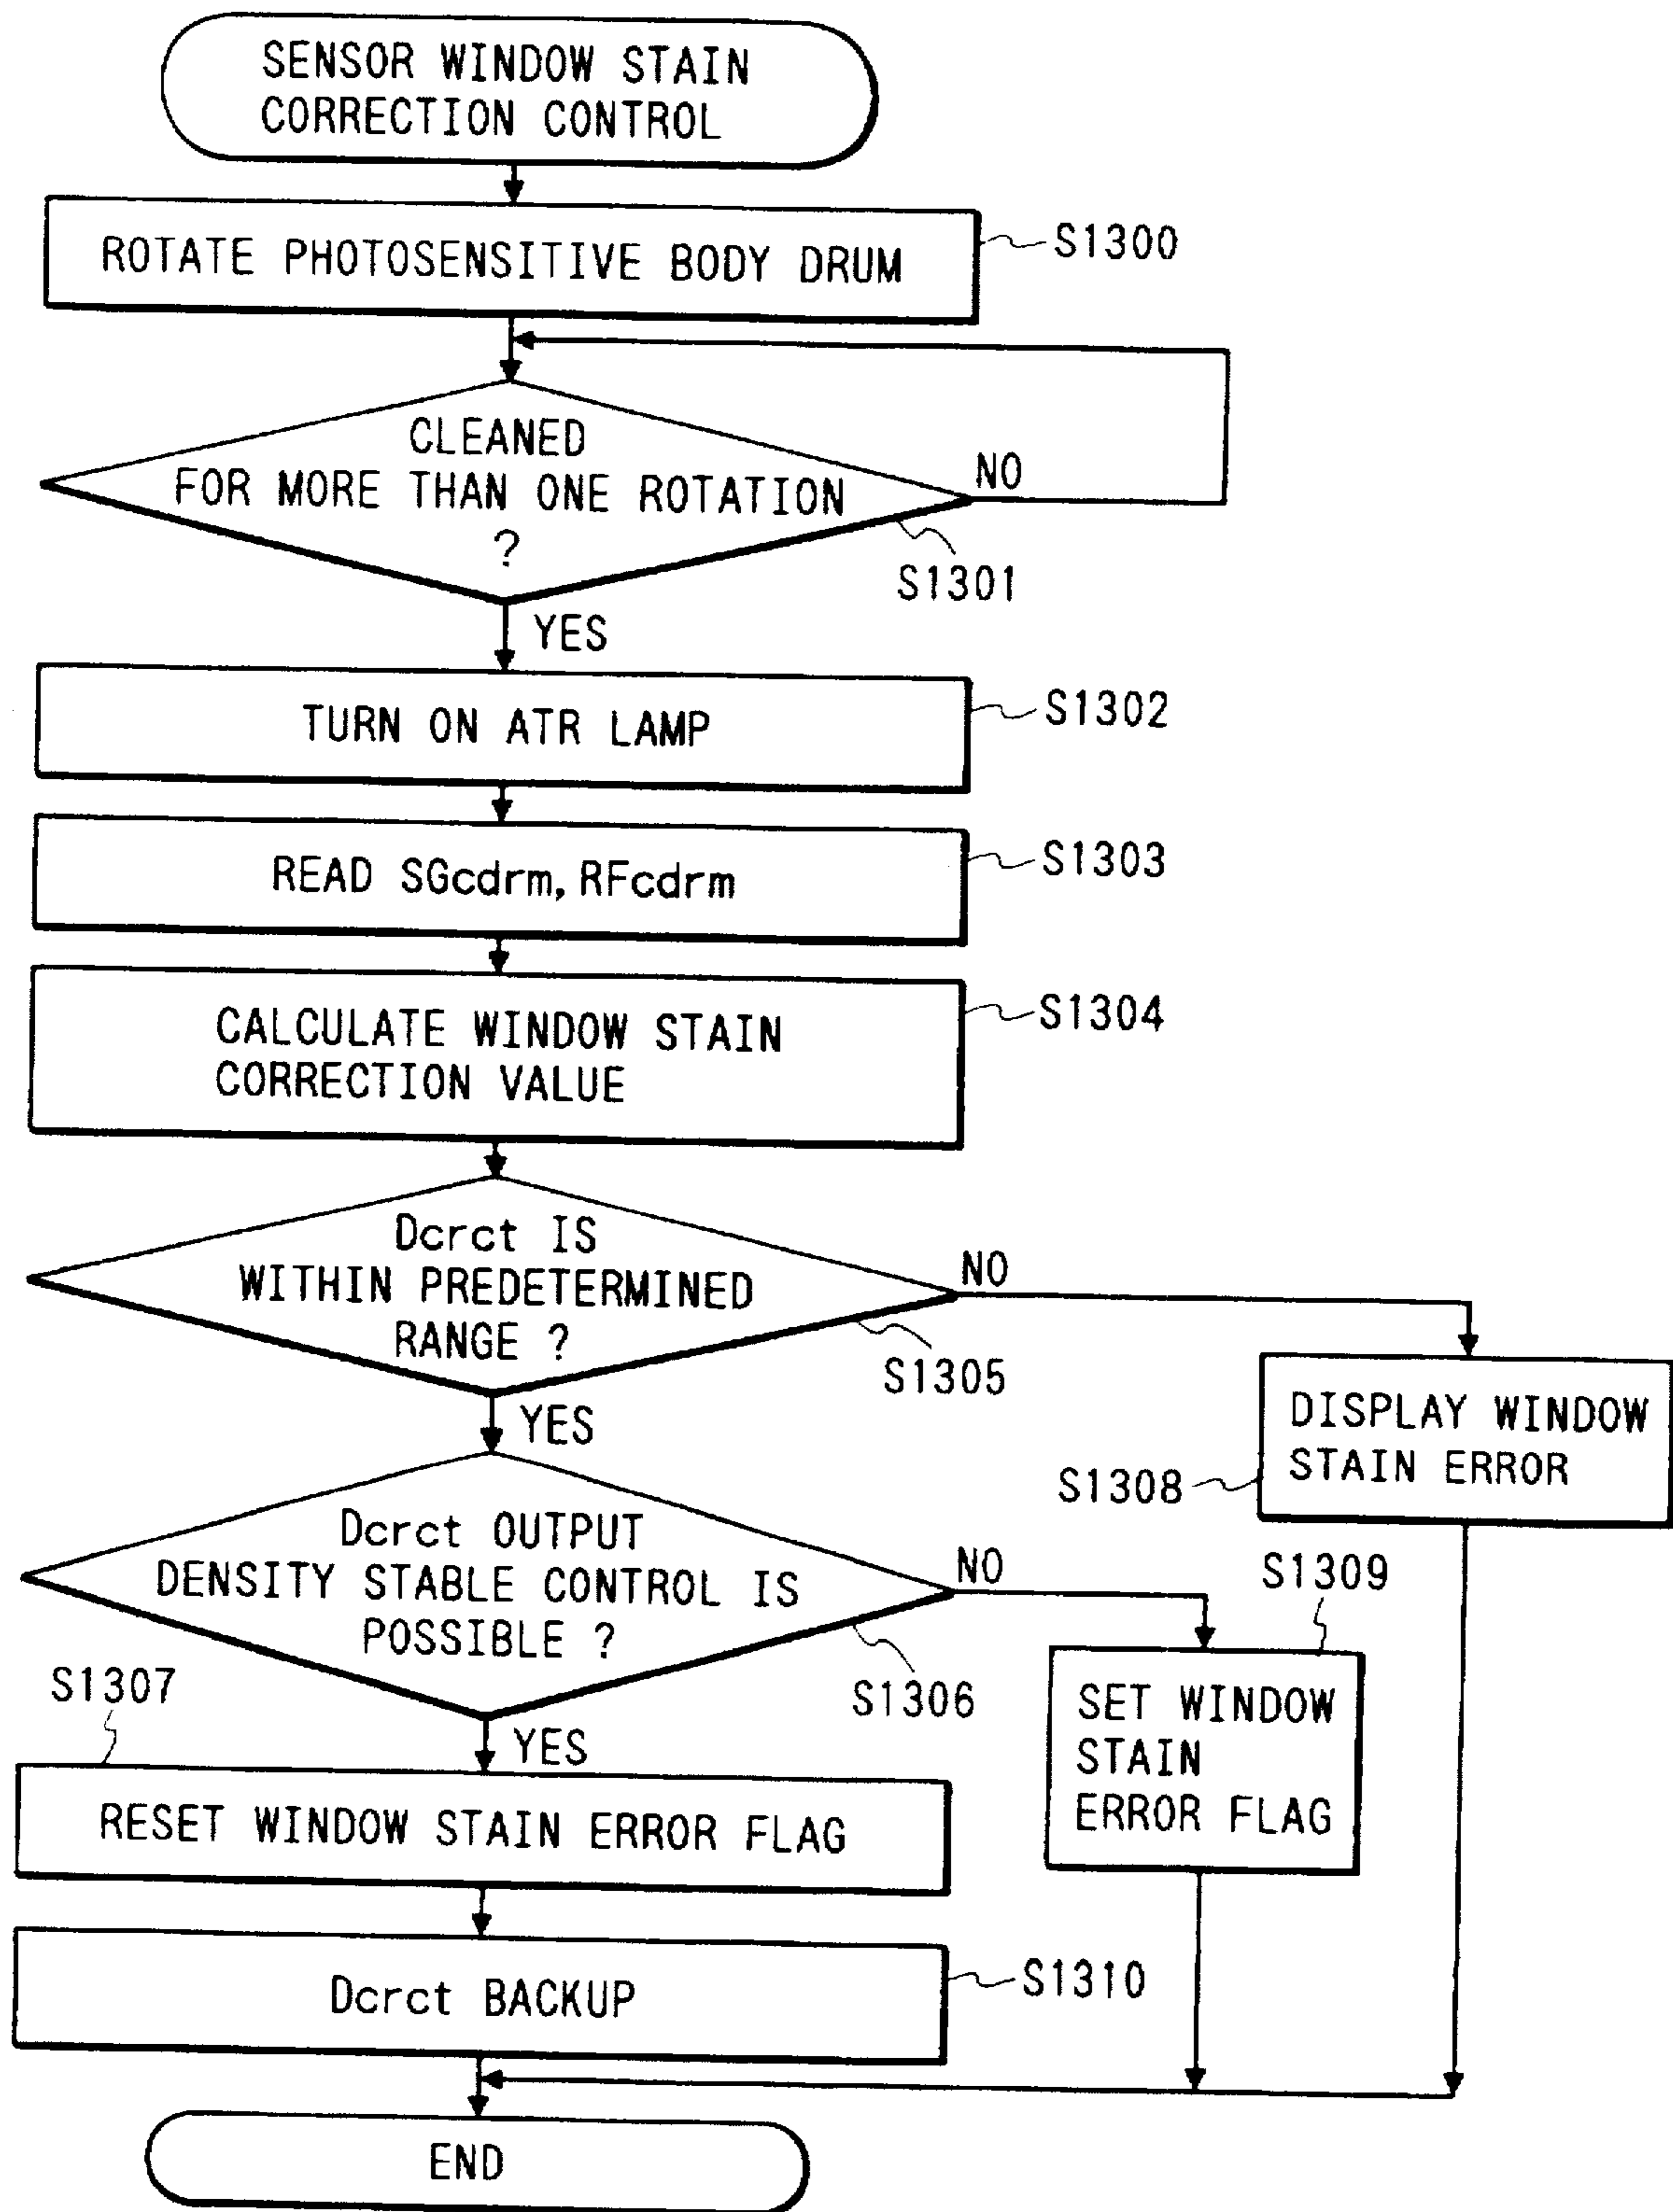 SENSOR WINDOW STAIN
CORRECTION CONTROL
ROTATE PHOTOSENSITIVE BODY DRUM
S1300
CLEANED
FOR MORE THAN ONE ROTATION
?
NO
S1301
YES
TURN ON ATR LAMP
S1302
READ SGcdrm, RFcdrm
S1303
CALCULATE WINDOW STAIN
CORRECTION VALUE
S1304
Dcrct IS
WITHIN PREDETERMINED
RANGE ?
NO
S1305
YES
DISPLAY WINDOW
STAIN ERROR
S1308
Dcrct OUTPUT
DENSITY STABLE CONTROL IS
POSSIBLE ?
NO
S1306
S1309
SET WINDOW
STAIN
ERROR FLAG
YES
S1307
RESET WINDOW STAIN ERROR FLAG
Dcrct BACKUP
S1310
END